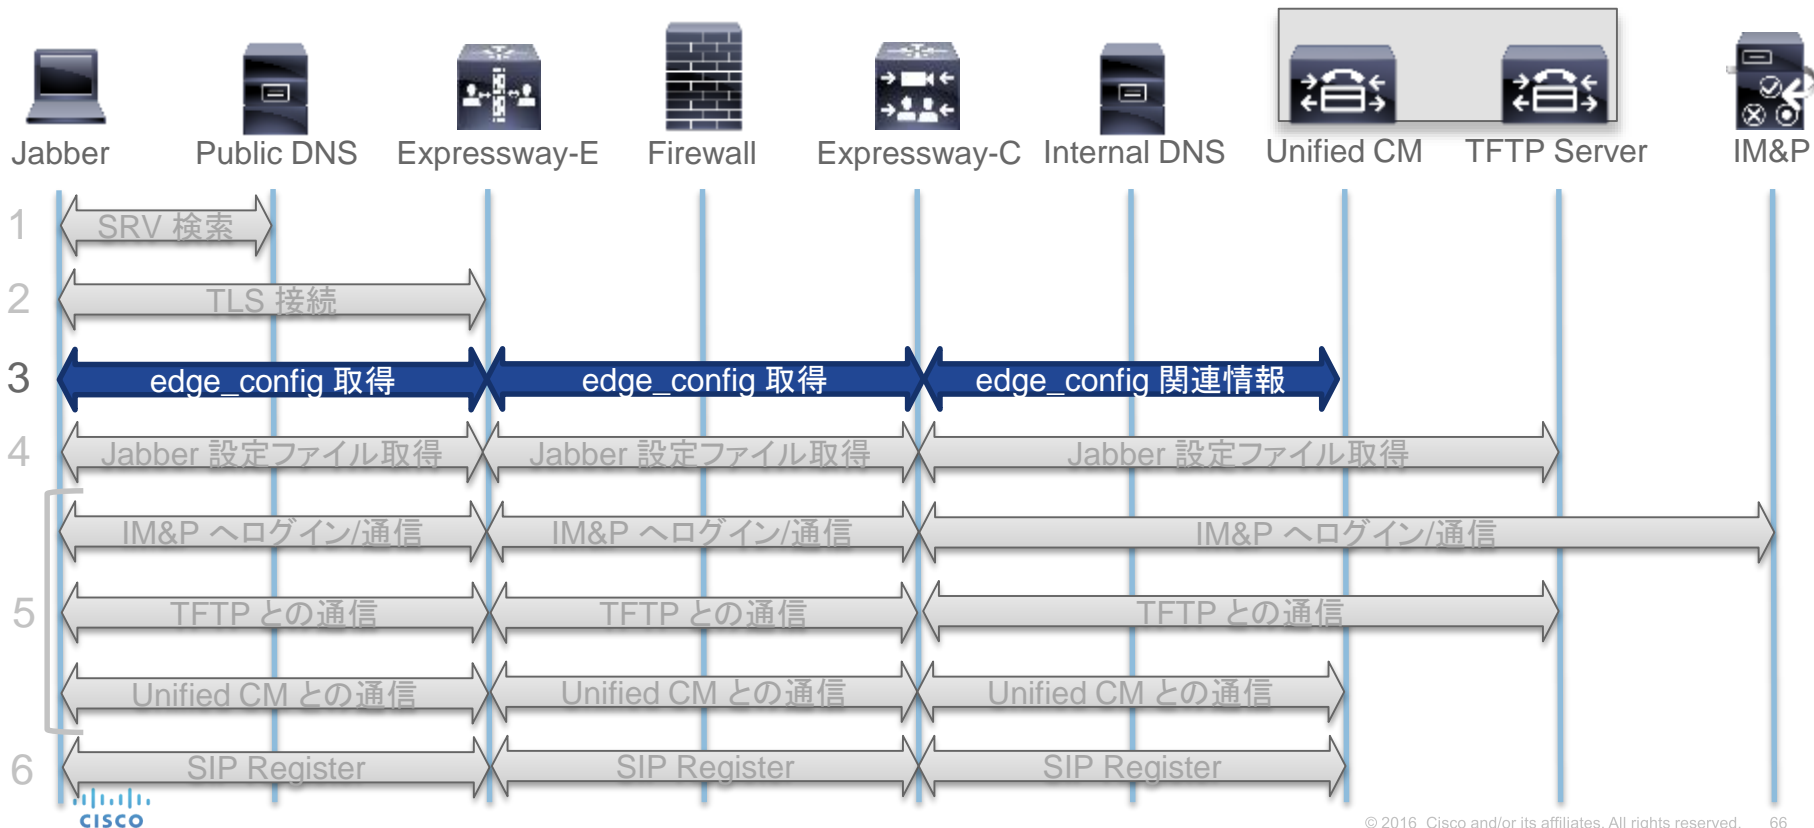 Jabber
Public DNS
Expressway-E
Firewall
Expressway-C
Internal DNS
Unified CM
TFTP Server
IM&P
1
SRV 検索
2
TLS 接続
3
edge_config 取得
edge_config 取得
edge_config 関連情報
4
Jabber 設定ファイル取得
Jabber 設定ファイル取得
Jabber 設定ファイル取得
IM&P へログイン/通信
IM&P へログイン/通信
IM&P へログイン/通信
5
TFTP との通信
TFTP との通信
TFTP との通信
Unified CM との通信
Unified CM との通信
Unified CM との通信
6
SIP Register
SIP Register
SIP Register
CISCO
© 2016 Cisco and/or its affiliates. All rights reserved.
66